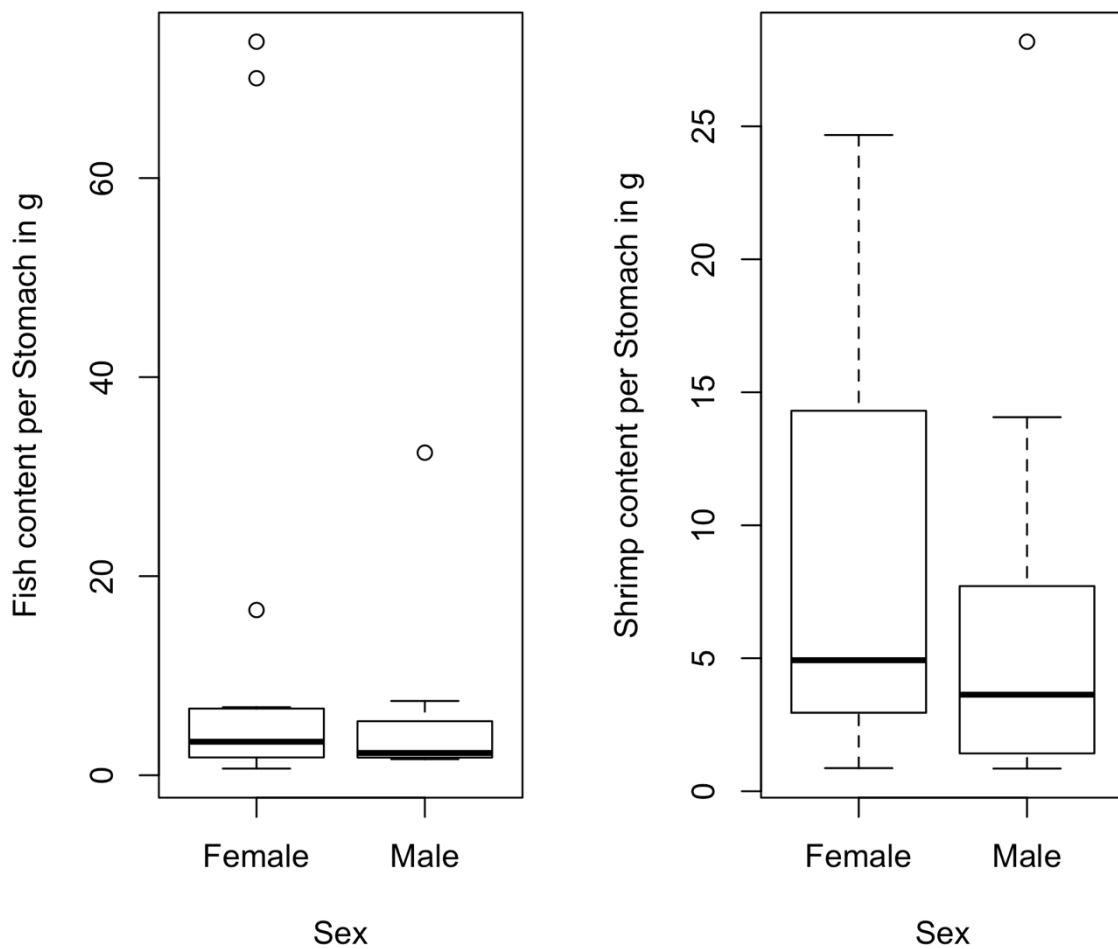 Fish content per Stomach in g
60
40
20
0
Female Male
Sex
Shrimp content per Stomach in g
25
20
15
10
5
0
Female Male
Sex